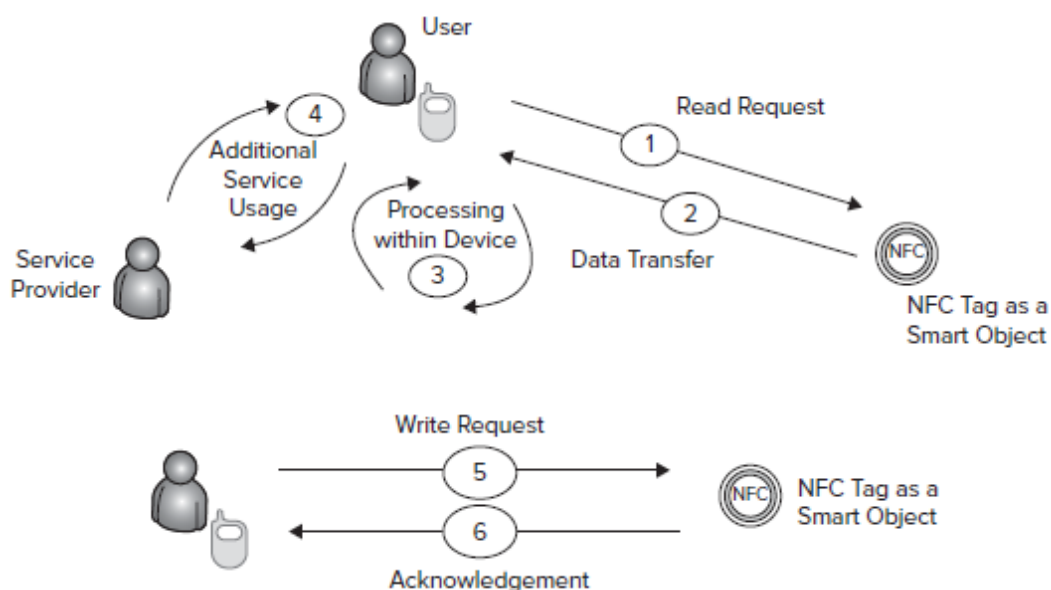 User
4
Additional
Service
Usage
Read Request
1
2
Data Transfer
Processing
within Device
3
Service
Provider
NFC
NFC Tag as a
Smart Object
Write Request
5
6
Acknowledgement
NFC
NFC Tag as a
Smart Object